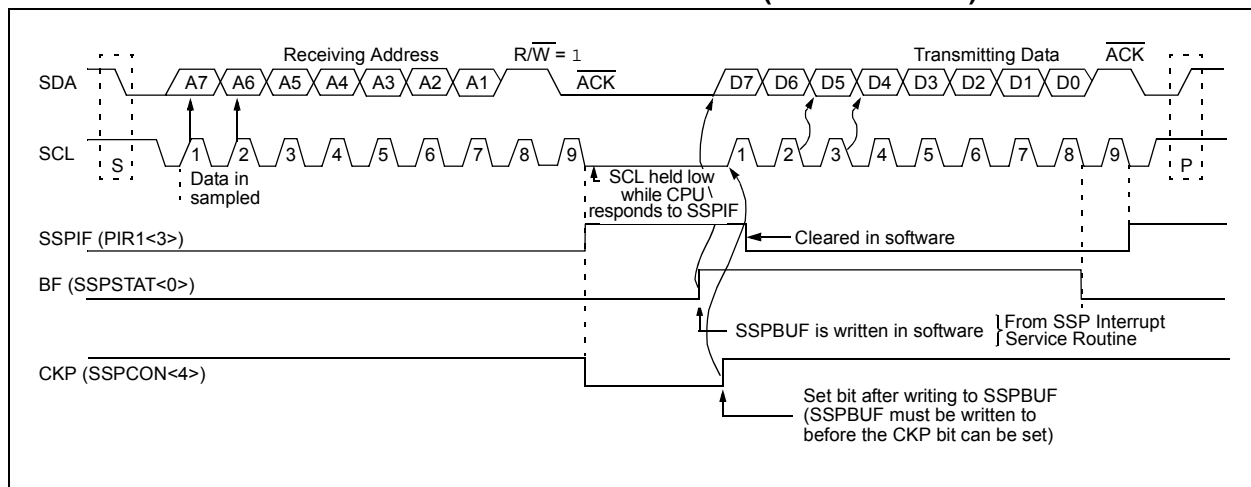 Receiving Address R/W = 1 Transmitting Data ACK
SDA A7 A6 A5 A4 A3 A2 A1 ACK D7 D6 D5 D4 D3 D2 D1 D0
SCL S 1 2 3 4 5 6 7 8 9 1 2 3 4 5 6 7 8 9 P
Data in
sampled
SCL held low
while CPU
responds to SSPIF
SSPIF (PIR1<3>)
Cleared in software
BF (SSPSTAT<0>)
SSPBUF is written in software
From SSP Interrupt
Service Routine
CKP (SSPCON<4>)
Set bit after writing to SSPBUF
(SSPBUF must be written to
before the CKP bit can be set)